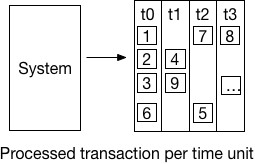 System
t0 t1 t2 t3
1 7 8
2 4
3 9 ...
6 5
Processed transaction per time unit